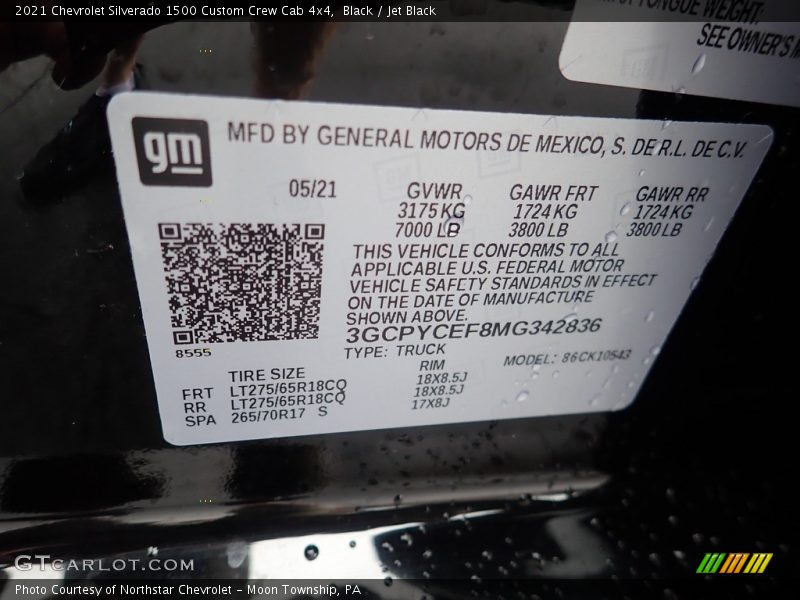 2021 Chevrolet Silverado 1500 Custom Crew Cab 4x4, Black / Jet Black
TONGUE WEIGHT:
SEE OWNER'S
gm
MFD BY GENERAL MOTORS DE MEXICO, S. DE R.L. DE C.V.
05/21 GVWR GAWR FRT GAWR RR
3175 KG 1724 KG 1724 KG
7000 LB 3800 LB 3800 LB
THIS VEHICLE CONFORMS TO ALL
APPLICABLE U.S. FEDERAL MOTOR
VEHICLE SAFETY STANDARDS IN EFFECT
ON THE DATE OF MANUFACTURE
SHOWN ABOVE.
3GCPYCEF8MG342836
8555
TYPE: TRUCK MODEL: 86CK10543
TIRE SIZE RIM
FRT LT275/65R18CQ 18X8.5J
RR LT275/65R18CQ 18X8.5J
SPA 265/70R17 S 17X8J
GTcarlot.com
Photo Courtesy of Northstar Chevrolet - Moon Township, PA